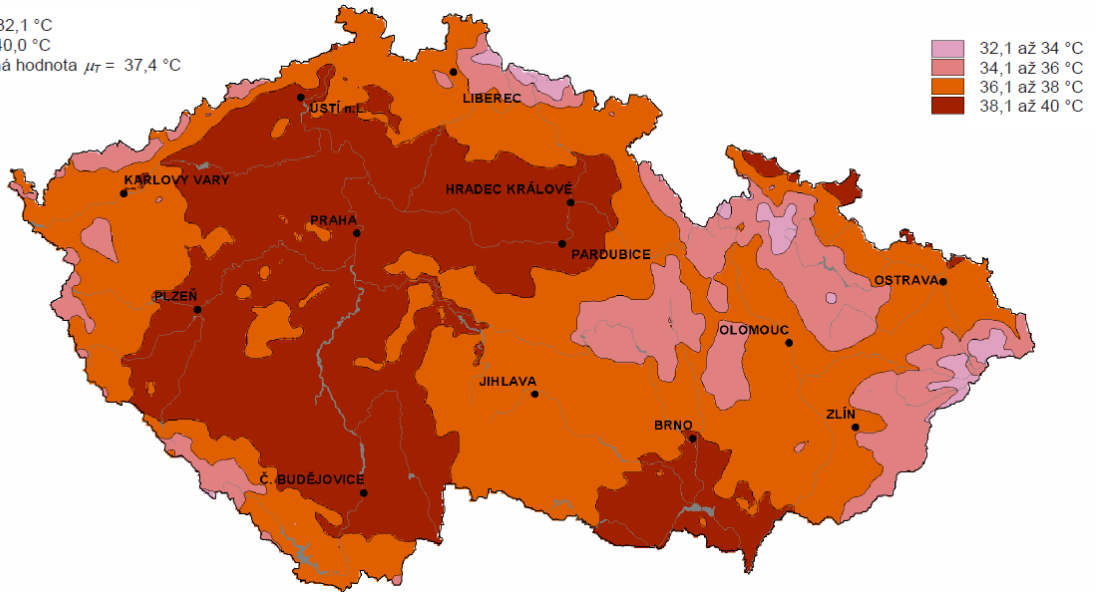 32,1 °C
40,0 °C
ná hodnota μT = 37,4 °C
32,1 až 34 °C
34,1 až 36 °C
36,1 až 38 °C
38,1 až 40 °C
LIBEREC
ÚSTÍ n.L.
KARLOVY VARY
HRADEC KRÁLOVÉ
PRAHA
PARDUBICE
OSTRAVA
PLZEŇ
OLOMOUC
JIHLAVA
ZLÍN
BRNO
Č. BUDĚJOVICE